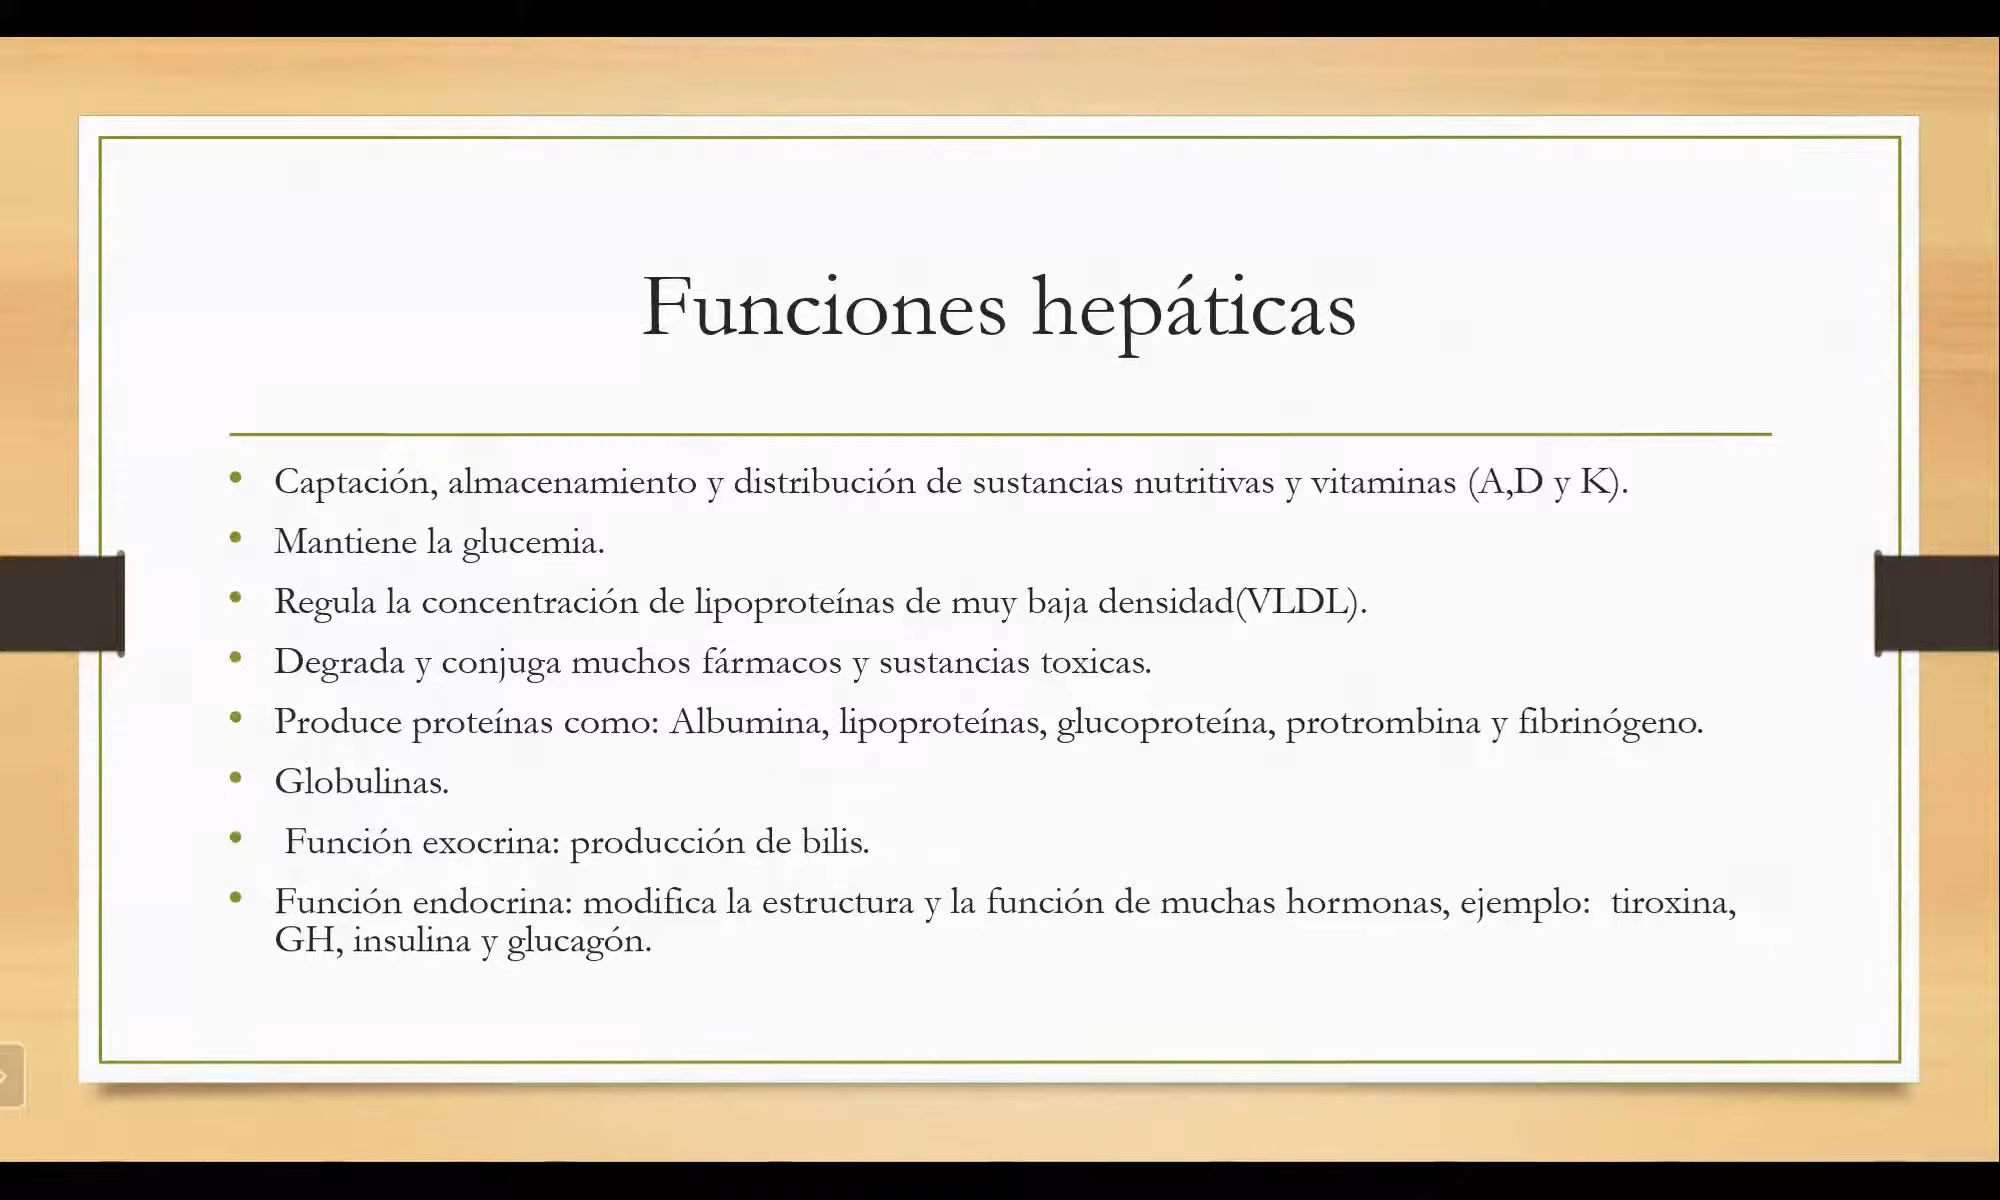 Funciones hepáticas
• Captación, almacenamiento y distribución de sustancias nutritivas y vitaminas (A,D y K).
• Mantiene la glucemia.
• Regula la concentración de lipoproteínas de muy baja densidad(VLDL).
• Degrada y conjuga muchos fármacos y sustancias toxicas.
• Produce proteínas como: Albumina, lipoproteínas, glucoproteína, protrombina y fibrinógeno.
• Globulinas.
• Función exocrina: producción de bilis.
• Función endocrina: modifica la estructura y la función de muchas hormonas, ejemplo: tiroxina,
GH, insulina y glucagón.